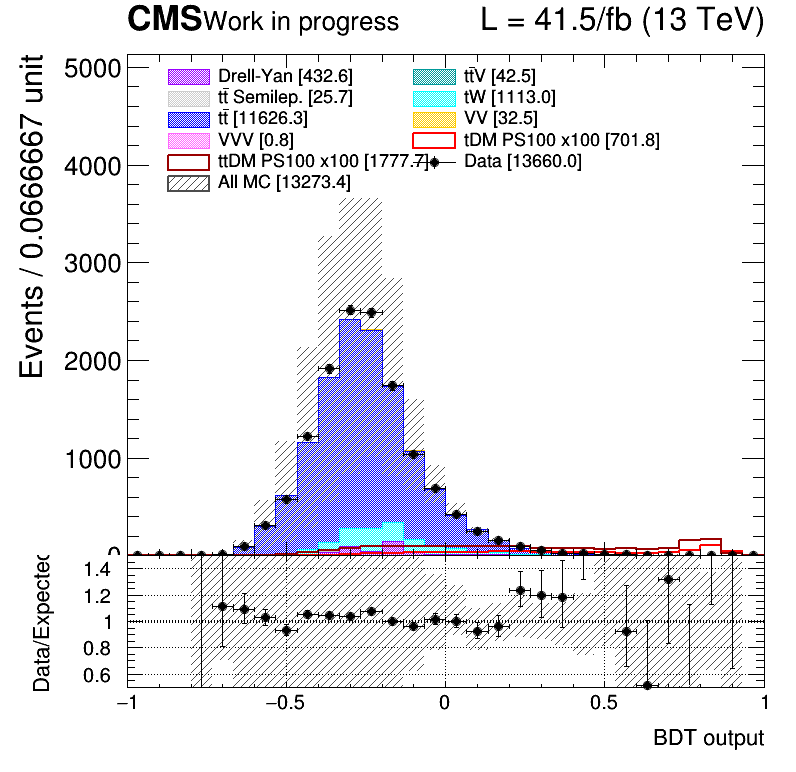 CMS Work in progress L = 41.5/fb (13 TeV)
Events / 0.0666667 unit
5000
4000
3000
2000
1000
0
Drell-Yan [432.6] tt̄V [42.5]
tt̄ Semilep. [25.7] tW [1113.0]
tt̄ [11626.3] VV [32.5]
VVV [0.8] tDM PS100 x100 [701.8]
ttDM PS100 x100 [1777.7] Data [13660.0]
All MC [13273.4]
Data/Expected
1.4
1.2
1
0.8
0.6
−1 −0.5 0 0.5 1
BDT output